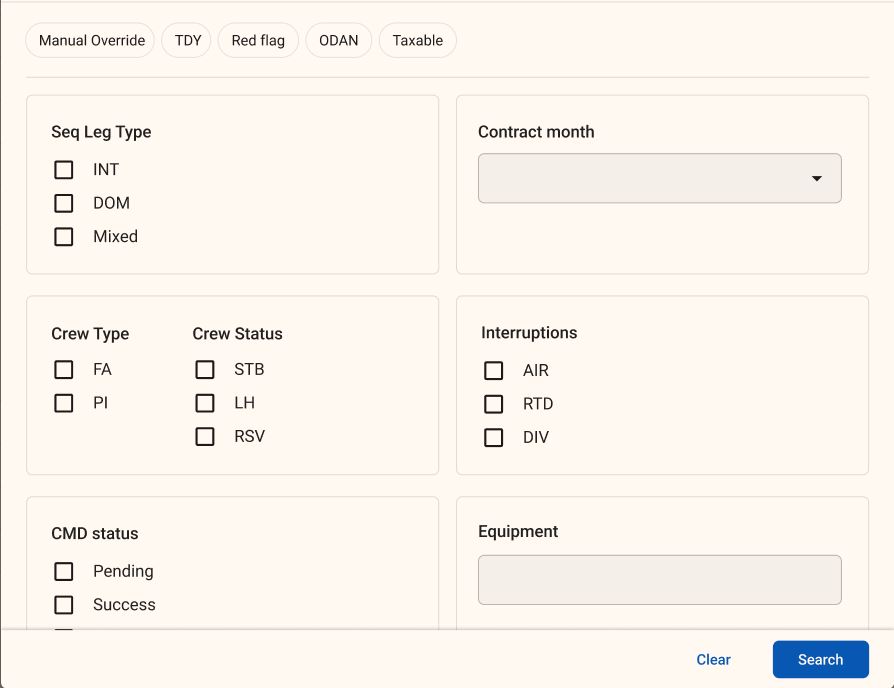 Manual Override TDY Red flag ODAN Taxable
Seq Leg Type
INT
DOM
Mixed
Contract month
Crew Type
FA
PI
Crew Status
STB
LH
RSV
Interruptions
AIR
RTD
DIV
CMD status
Pending
Success
Equipment
Clear Search